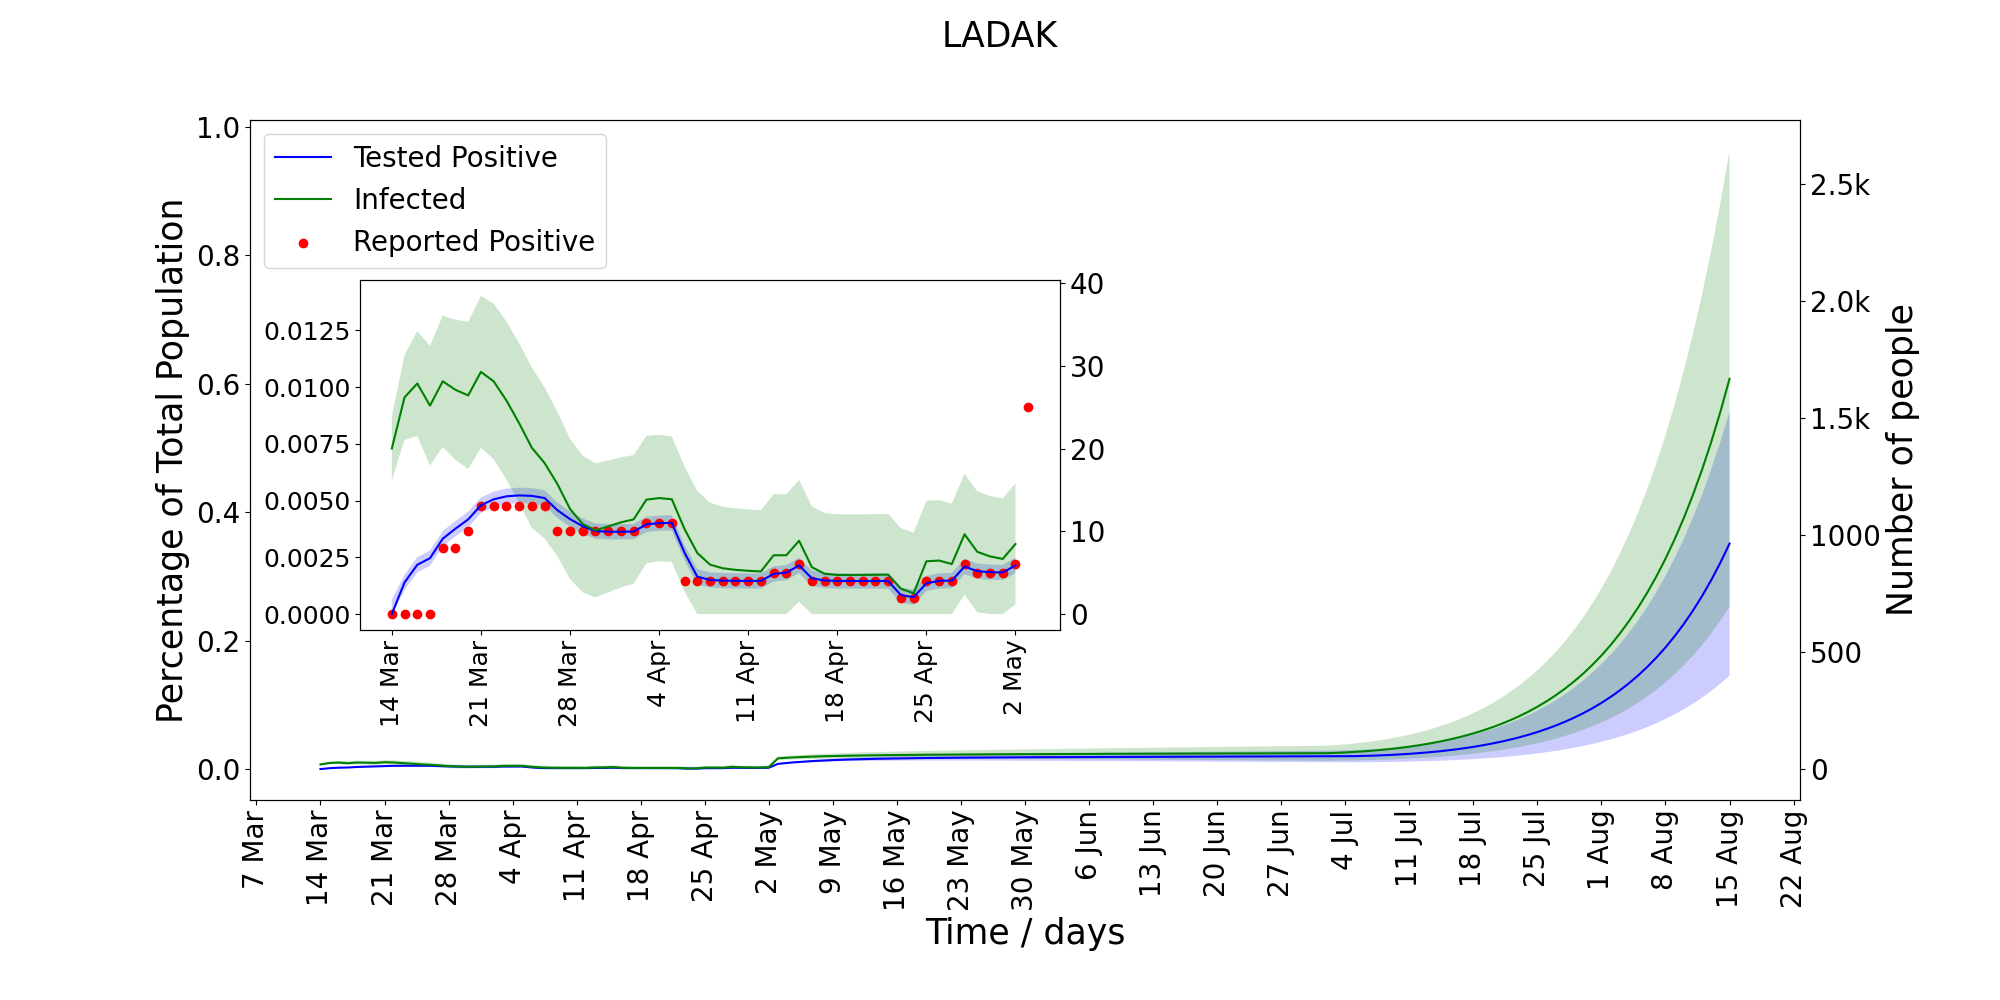 LADAK
1.0
0.8
0.6
0.4
0.2
0.0
Percentage of Total Population
Tested Positive
Infected
Reported Positive
0.0125
0.0100
0.0075
0.0050
0.0025
0.0000
40
30
20
10
0
14 Mar
21 Mar
28 Mar
4 Apr
11 Apr
18 Apr
25 Apr
2 May
2.5k
2.0k
1.5k
1000
500
0
Number of people
7 Mar
14 Mar
21 Mar
28 Mar
4 Apr
11 Apr
18 Apr
25 Apr
2 May
9 May
16 May
23 May
30 May
6 Jun
13 Jun
20 Jun
27 Jun
4 Jul
11 Jul
18 Jul
25 Jul
1 Aug
8 Aug
15 Aug
22 Aug
Time / days